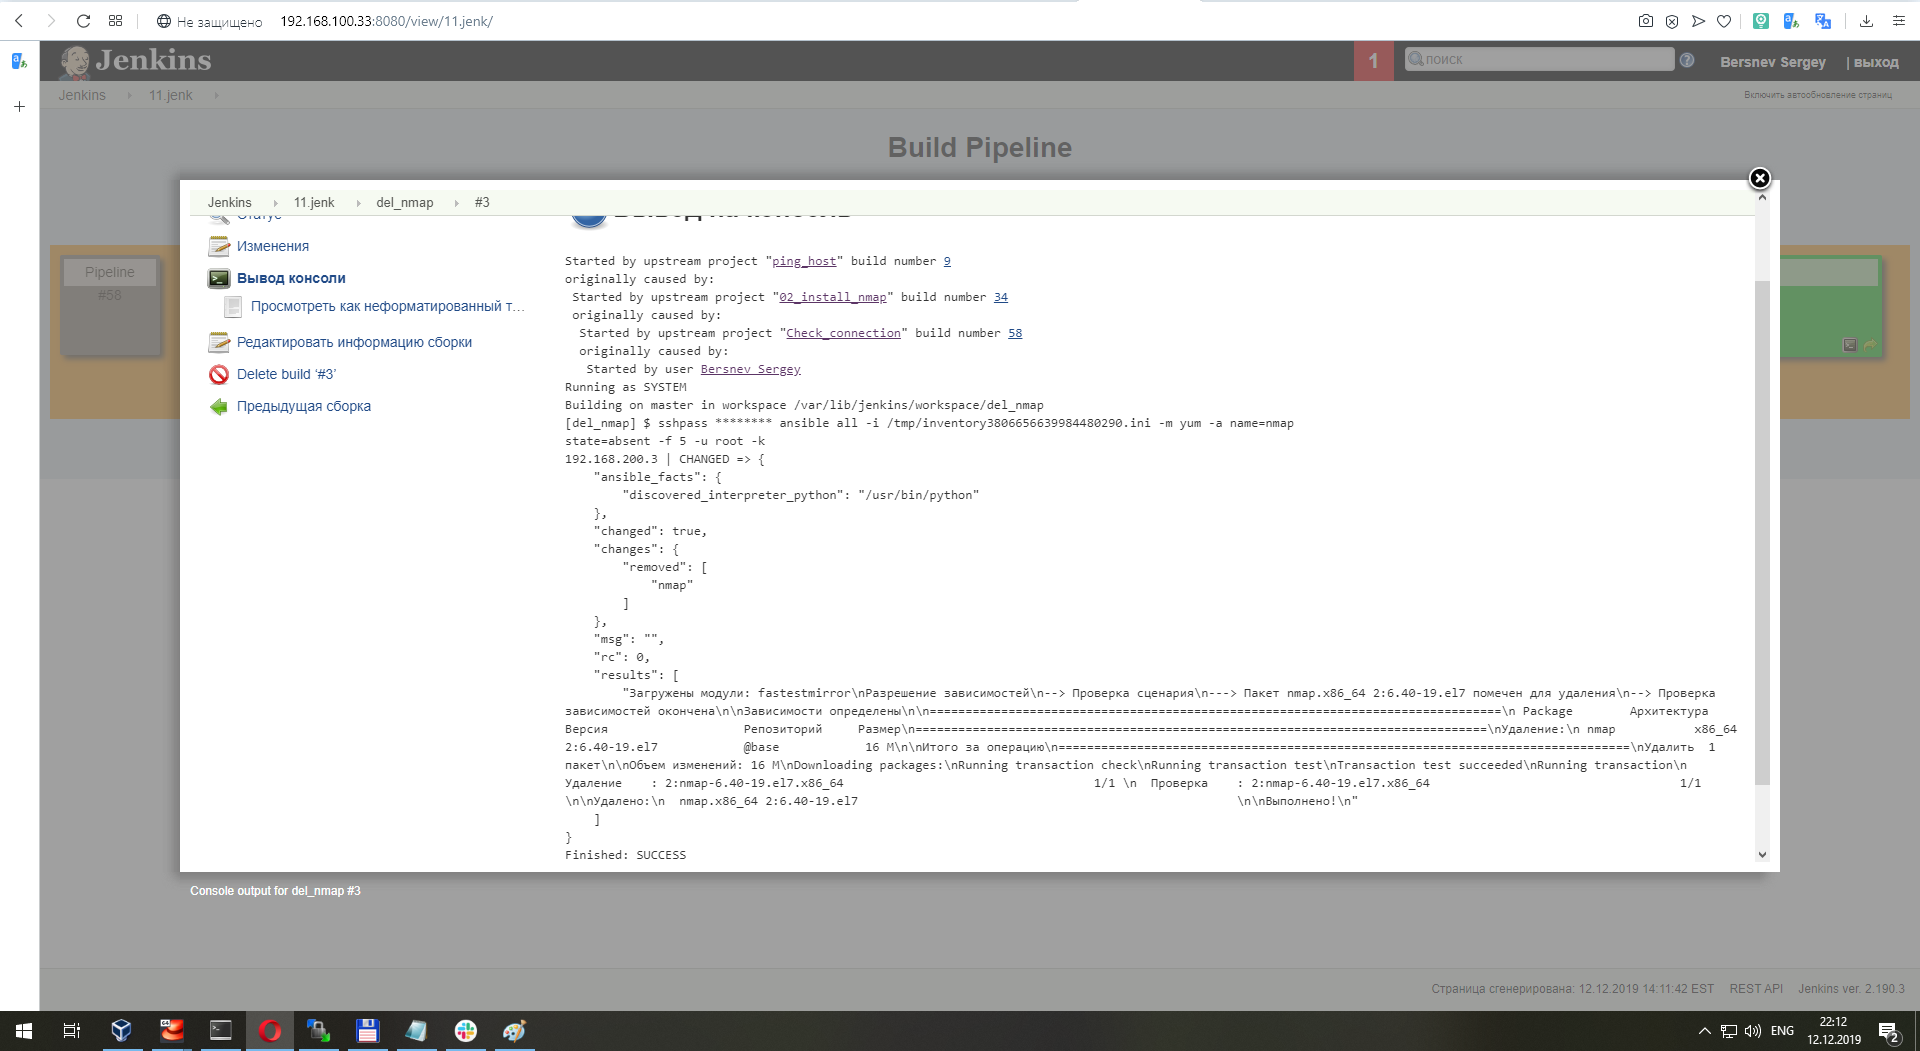 Не защищено 192.168.100.33:8080/view/11.jenk/
Jenkins
1
поиск
Bersnev Sergey
| выход
Jenkins 11.jenk
Включить автообновление страниц
Build Pipeline
Jenkins 11.jenk del_nmap #3
Pipeline
#58
Статус
Изменения
Вывод консоли
Просмотреть как неформатированный т…
Редактировать информацию сборки
Delete build ‘#3’
Предыдущая сборка
Вывод на консоль
Started by upstream project "ping_host" build number 9
originally caused by:
Started by upstream project "02_install_nmap" build number 34
originally caused by:
Started by upstream project "Check_connection" build number 58
originally caused by:
Started by user Bersnev Sergey
Running as SYSTEM
Building on master in workspace /var/lib/jenkins/workspace/del_nmap
[del_nmap] $ sshpass ******** ansible all -i /tmp/inventory3806656639984480290.ini -m yum -a name=nmap
state=absent -f 5 -u root -k
192.168.200.3 | CHANGED => {
"ansible_facts": {
"discovered_interpreter_python": "/usr/bin/python"
},
"changed": true,
"changes": {
"removed": [
"nmap"
]
},
"msg": "",
"rc": 0,
"results": [
"Загружены модули: fastestmirror\nРазрешение зависимостей\n--> Проверка сценария\n---> Пакет nmap.x86_64 2:6.40-19.el7 помечен для удаления\n--> Проверка
зависимостей окончена\n\nЗависимости определены\n\n================================================================================\n Package Архитектура
Версия Репозиторий Размер\n================================================================================\nУдаление:\n nmap x86_64
2:6.40-19.el7 @base 16 M\n\nИтого за операцию\n================================================================================\nУдалить 1
пакет\n\nОбъем изменений: 16 M\nDownloading packages:\nRunning transaction check\nRunning transaction test\nTransaction test succeeded\nRunning transaction\n
Удаление : 2:nmap-6.40-19.el7.x86_64 1/1 \n Проверка : 2:nmap-6.40-19.el7.x86_64 1/1
\n\nУдалено:\n nmap.x86_64 2:6.40-19.el7 \n\nВыполнено!\n"
]
}
Finished: SUCCESS
Console output for del_nmap #3
Страница сгенерирована: 12.12.2019 14:11:42 EST REST API Jenkins ver. 2.190.3
ENG
22:12
12.12.2019
2